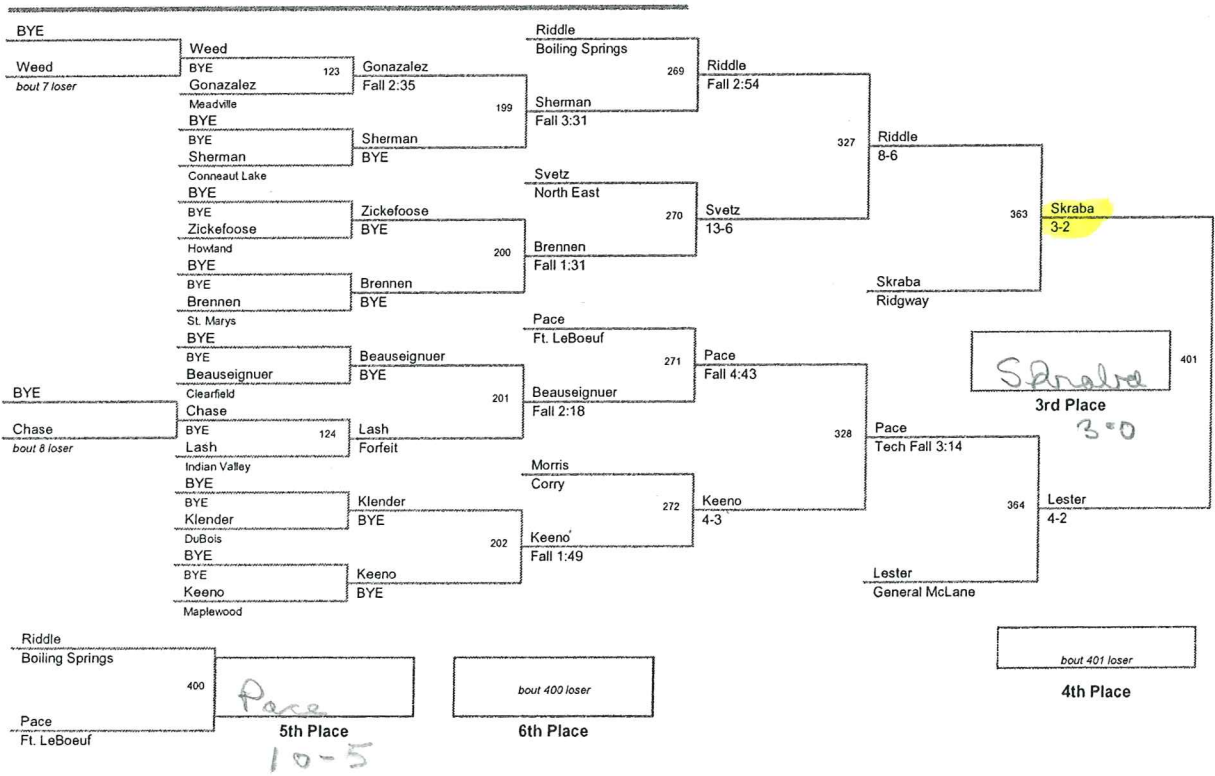 BYE
Weed
bout 7 loser
Weed
BYE
Gonazalez
Meadville
123
Gonazalez
Fall 2:35
BYE
BYE
Sherman
Conneaut Lake
Sherman
BYE
199
Sherman
Fall 3:31
Riddle
Boiling Springs
269
Riddle
Fall 2:54
BYE
BYE
Zickefoose
Howland
Zickefoose
BYE
BYE
BYE
Brennen
St. Marys
Brennen
BYE
200
Brennen
Fall 1:31
Svetz
North East
270
Svetz
13-6
327
Riddle
8-6
363
Skraba
Ridgway
Skraba
3-2
BYE
BYE
Beauseignuer
Clearfield
Beauseignuer
BYE
BYE
Chase
bout 8 loser
Chase
BYE
Lash
Indian Valley
124
Lash
Forfeit
201
Beauseignuer
Fall 2:18
Pace
Ft. LeBoeuf
271
Pace
Fall 4:43
BYE
BYE
Klender
DuBois
Klender
BYE
BYE
BYE
Keeno
Maplewood
Keeno
BYE
202
Keeno
Fall 1:49
Morris
Corry
272
Keeno
4-3
328
Pace
Tech Fall 3:14
364
Lester
General McLane
Lester
4-2
401
Skraba
3rd Place
3-0
bout 401 loser
4th Place
Riddle
Boiling Springs
400
Pace
Ft. LeBoeuf
Pace
5th Place
10-5
bout 400 loser
6th Place